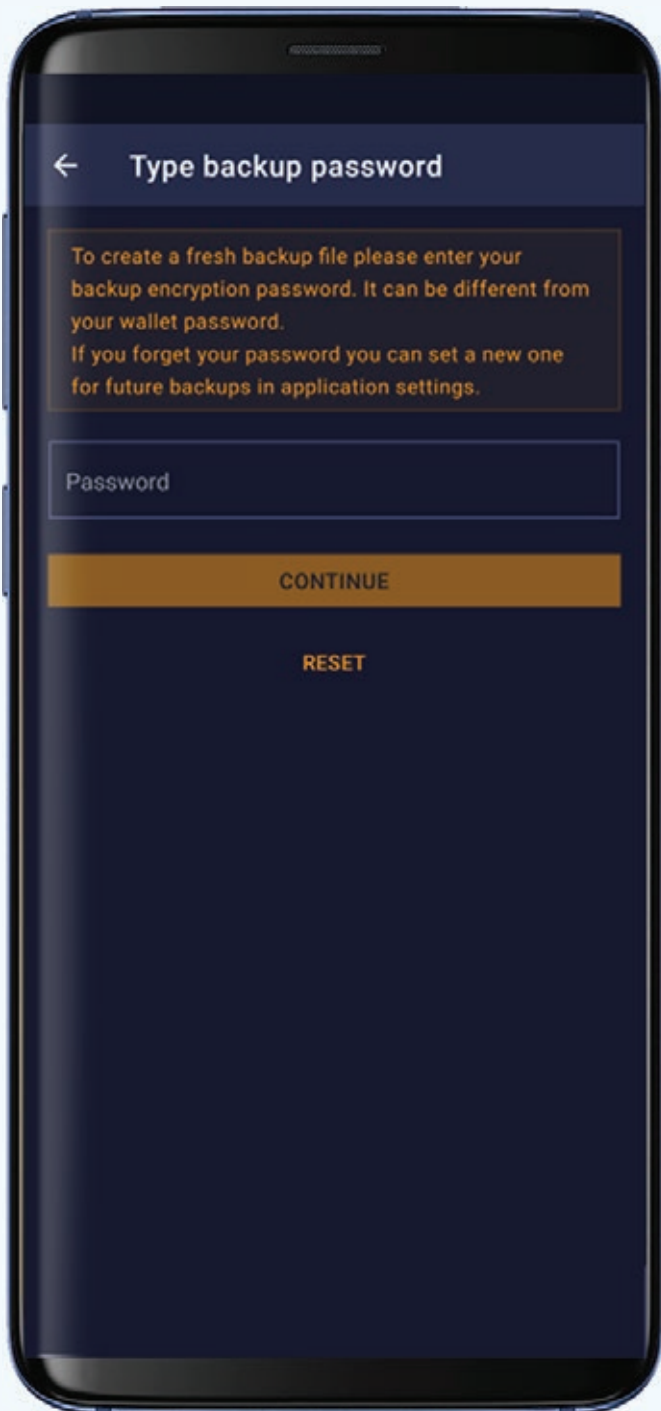 Type backup password
To create a fresh backup file please enter your
backup encryption password. It can be different from
your wallet password.
If you forget your password you can set a new one
for future backups in application settings.
Password
CONTINUE
RESET